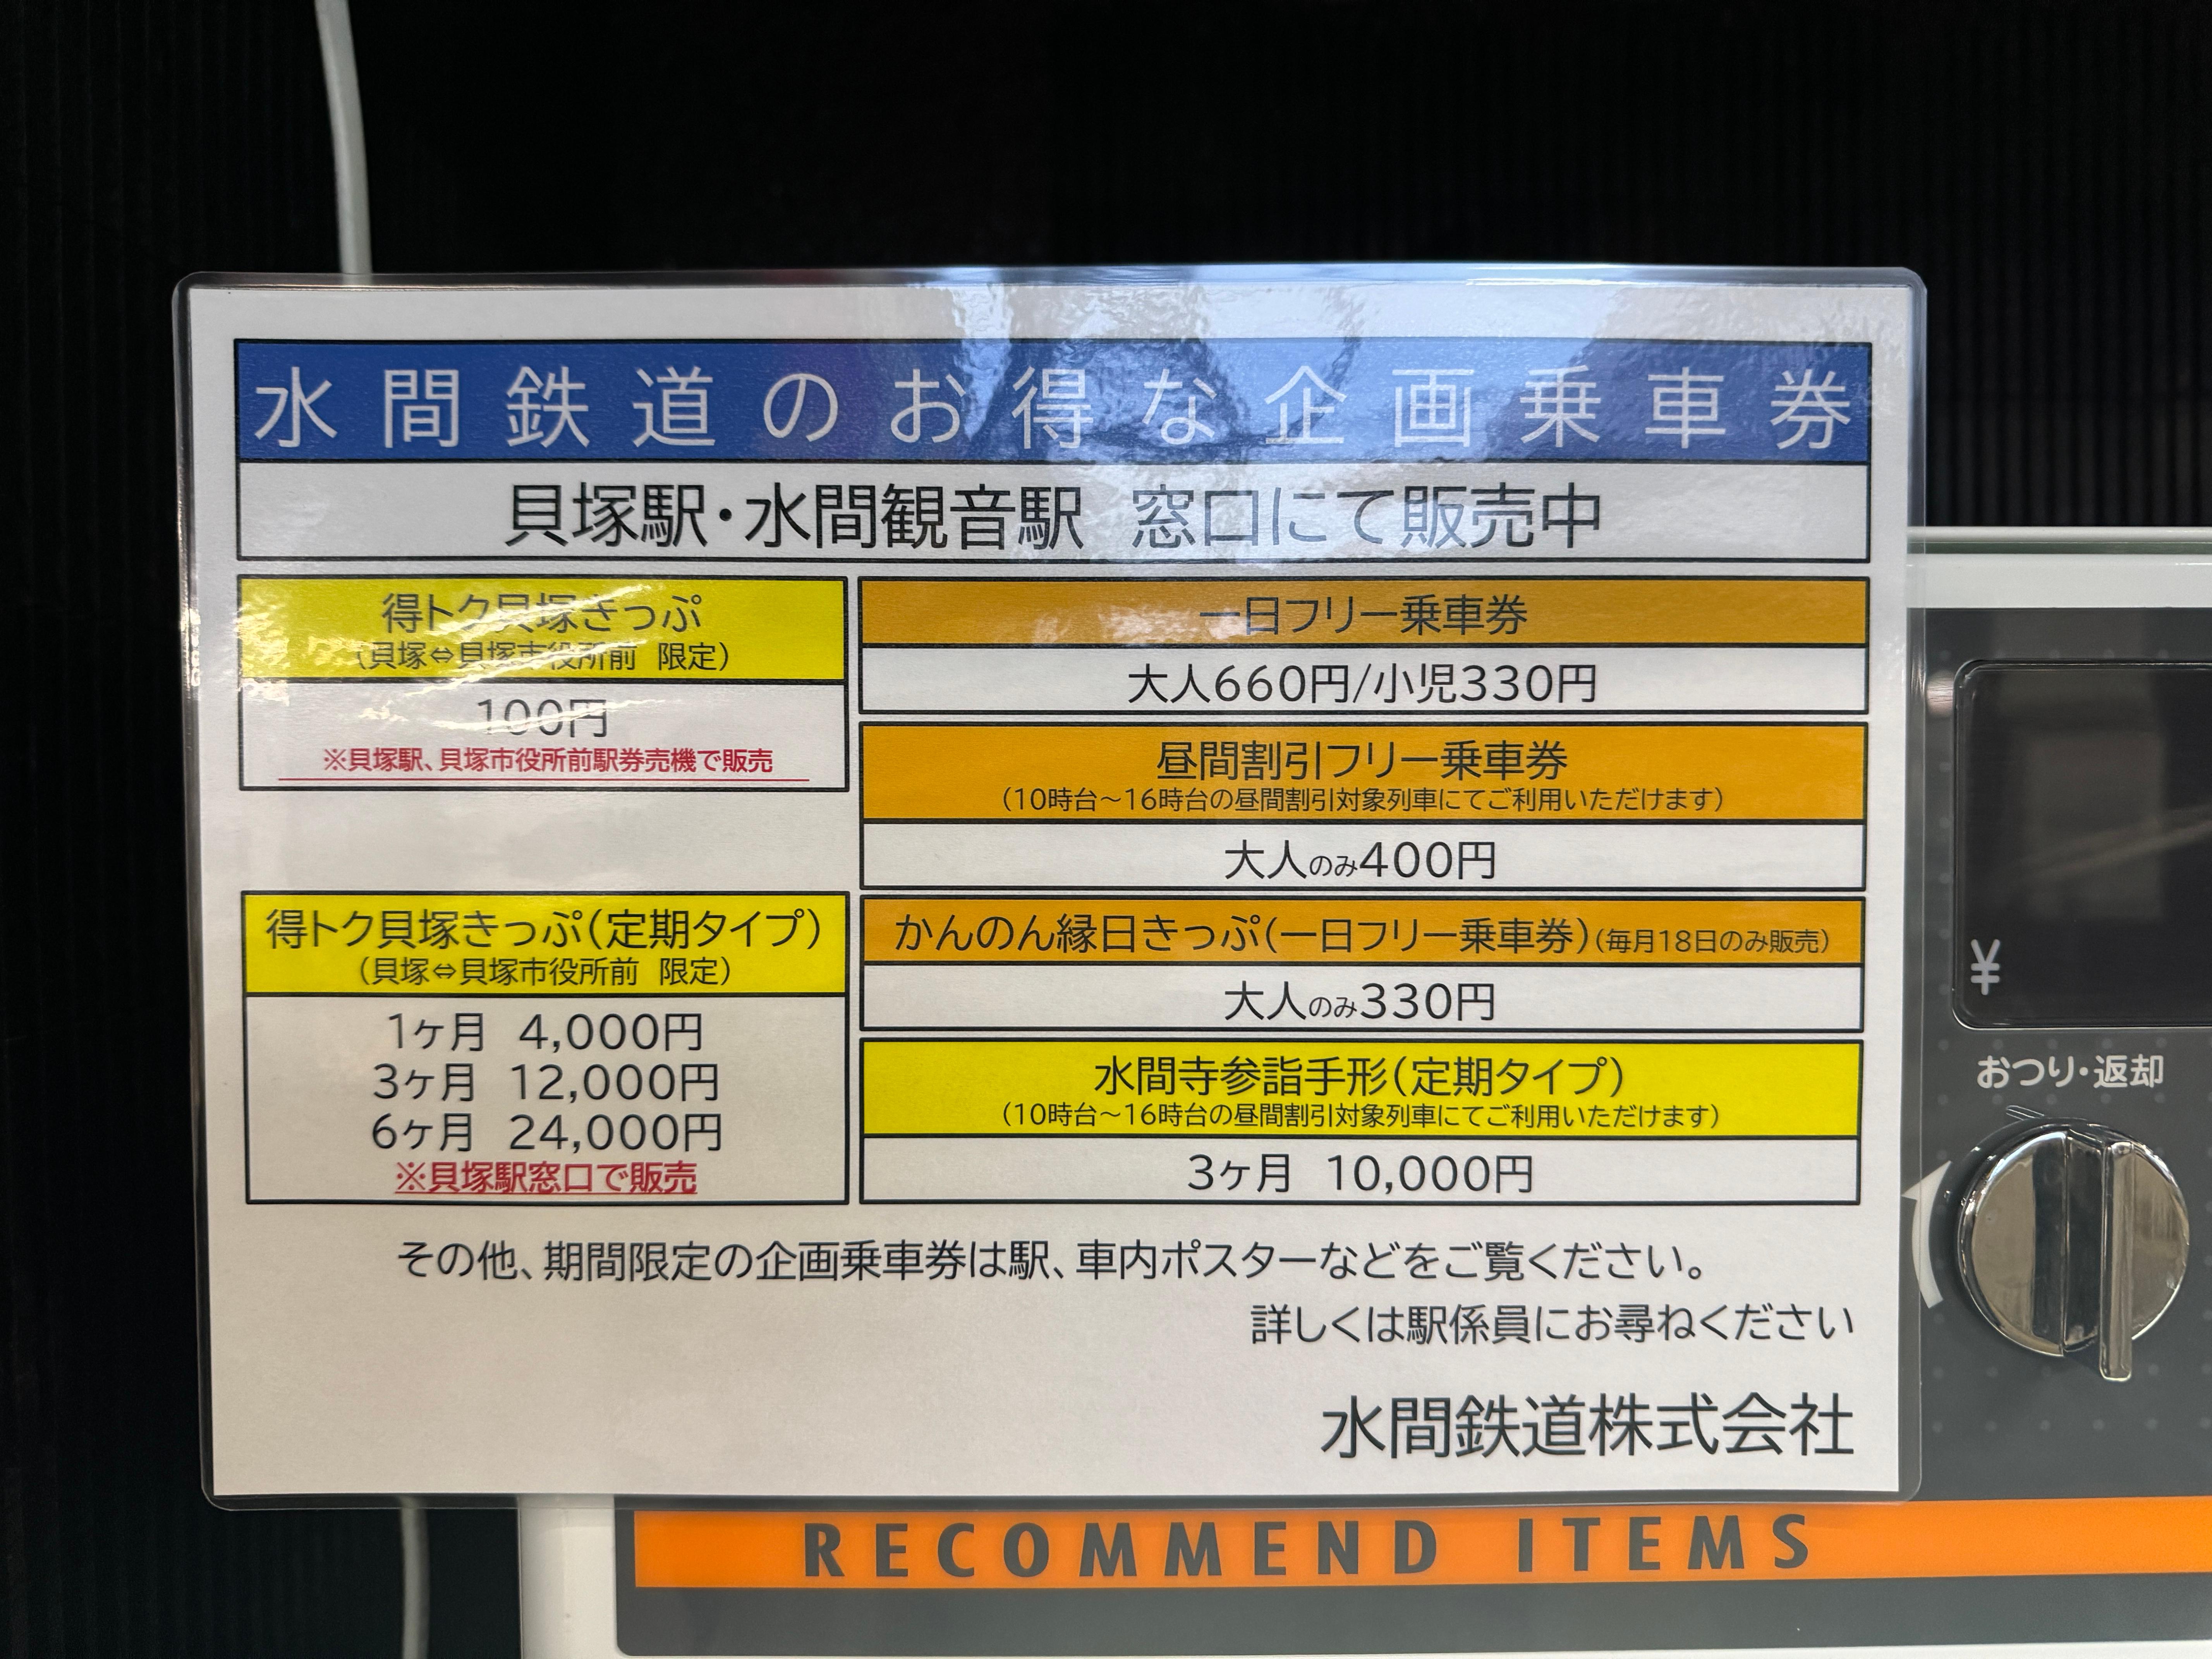 水間鉄道のお得な企画乗車券
貝塚駅・水間観音駅 窓口にて販売中
得トク貝塚きっぷ
(貝塚⇔貝塚市役所前 限定)
100円
※貝塚駅、貝塚市役所前駅券売機で販売
得トク貝塚きっぷ(定期タイプ)
(貝塚⇔貝塚市役所前 限定)
1ヶ月 4,000円
3ヶ月 12,000円
6ヶ月 24,000円
※貝塚駅窓口で販売
一日フリー乗車券
大人660円/小児330円
昼間割引フリー乗車券
(10時台～16時台の昼間割引対象列車にてご利用いただけます)
大人のみ400円
かんのん縁日きっぷ(一日フリー乗車券)(毎月18日のみ販売)
大人のみ330円
水間寺参詣手形(定期タイプ)
(10時台～16時台の昼間割引対象列車にてご利用いただけます)
3ヶ月 10,000円
その他、期間限定の企画乗車券は駅、車内ポスターなどをご覧ください。
詳しくは駅係員にお尋ねください
水間鉄道株式会社
¥
おつり・返却
RECOMMEND ITEMS